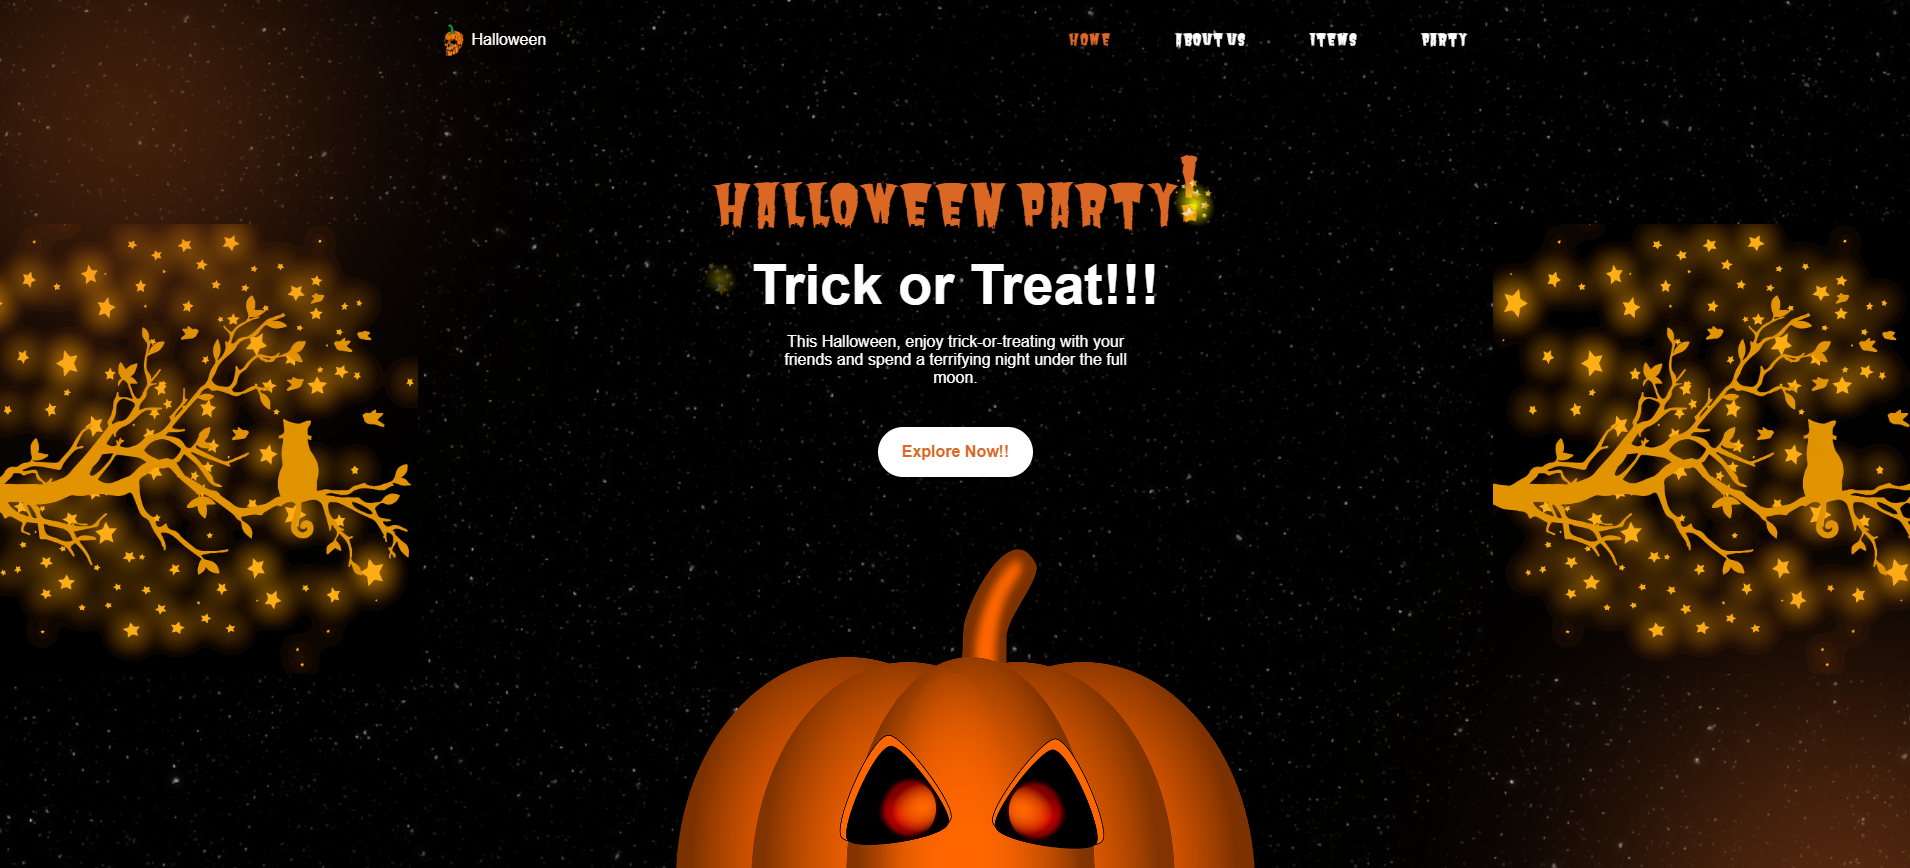 Halloween
HOME
ABOUT US
ITEMS
PARTY
HALLOWEEN PARTY!
Trick or Treat!!!
This Halloween, enjoy trick-or-treating with your
friends and spend a terrifying night under the full
moon.
Explore Now!!